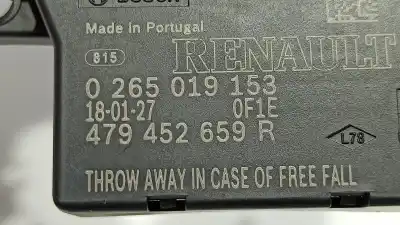 BOSCH
Made in Portugal
815
RENAULT
0 265 019 153
18-01-27 0F1E
479 452 659 R
L78
THROW AWAY IN CASE OF FREE FALL